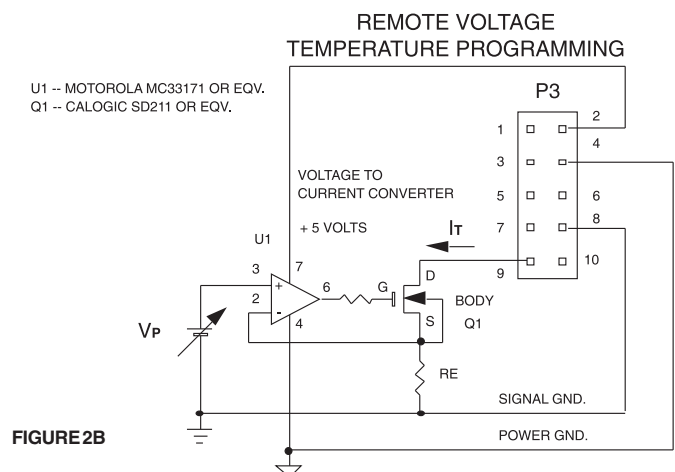 REMOTE VOLTAGE
TEMPERATURE PROGRAMMING
U1 -- MOTOROLA MC33171 OR EQV.
Q1 -- CALOGIC SD211 OR EQV.
P3
1
2
3
4
5
6
7
8
9
10
VOLTAGE TO
CURRENT CONVERTER
+ 5 VOLTS
U1
IT
3
7
+
2
-
6
4
G
D
BODY
S
Q1
VP
RE
SIGNAL GND.
POWER GND.
FIGURE 2B